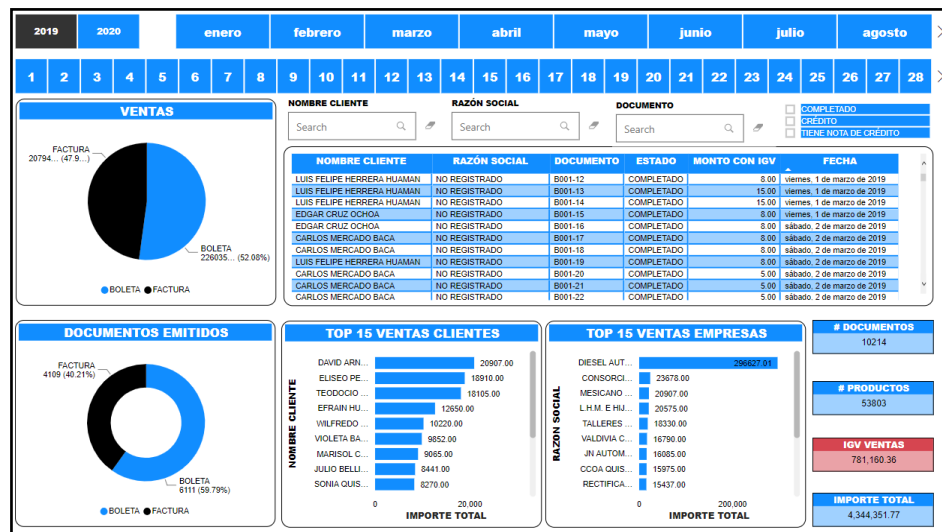 2019 2020 enero febrero marzo abril mayo junio julio agosto
1 2 3 4 5 6 7 8 9 10 11 12 13 14 15 16 17 18 19 20 21 22 23 24 25 26 27 28
VENTAS
FACTURA
20794... (47.9...)
BOLETA
226035... (52.08%)
BOLETA FACTURA
NOMBRE CLIENTE RAZÓN SOCIAL DOCUMENTO
Search Search Search
COMPLETADO
CRÉDITO
TIENE NOTA DE CRÉDITO
NOMBRE CLIENTE RAZÓN SOCIAL DOCUMENTO ESTADO MONTO CON IGV FECHA
LUIS FELIPE HERRERA HUAMAN NO REGISTRADO B001-12 COMPLETADO 8.00 viernes, 1 de marzo de 2019
LUIS FELIPE HERRERA HUAMAN NO REGISTRADO B001-13 COMPLETADO 15.00 viernes, 1 de marzo de 2019
LUIS FELIPE HERRERA HUAMAN NO REGISTRADO B001-14 COMPLETADO 15.00 viernes, 1 de marzo de 2019
EDGAR CRUZ OCHOA NO REGISTRADO B001-15 COMPLETADO 8.00 viernes, 1 de marzo de 2019
EDGAR CRUZ OCHOA NO REGISTRADO B001-16 COMPLETADO 8.00 sábado, 2 de marzo de 2019
CARLOS MERCADO BACA NO REGISTRADO B001-17 COMPLETADO 8.00 sábado, 2 de marzo de 2019
CARLOS MERCADO BACA NO REGISTRADO B001-18 COMPLETADO 8.00 sábado, 2 de marzo de 2019
LUIS FELIPE HERRERA HUAMAN NO REGISTRADO B001-19 COMPLETADO 8.00 sábado, 2 de marzo de 2019
CARLOS MERCADO BACA NO REGISTRADO B001-20 COMPLETADO 5.00 sábado, 2 de marzo de 2019
CARLOS MERCADO BACA NO REGISTRADO B001-21 COMPLETADO 5.00 sábado, 2 de marzo de 2019
CARLOS MERCADO BACA NO REGISTRADO B001-22 COMPLETADO 5.00 sábado, 2 de marzo de 2019
DOCUMENTOS EMITIDOS
FACTURA
4109 (40.21%)
BOLETA
6111 (59.79%)
BOLETA FACTURA
TOP 15 VENTAS CLIENTES
NOMBRE CLIENTE
DAVID ARN... 20907.00
ELISEO PE... 18910.00
TEODOCIO ... 18105.00
EFRAIN HU... 12650.00
WILFREDO ... 10220.00
VIOLETA BA... 9852.00
MARISOL C... 9065.00
JULIO BELLI... 8441.00
SONIA QUIS... 8270.00
0 20,000
IMPORTE TOTAL
TOP 15 VENTAS EMPRESAS
RAZÓN SOCIAL
DIESEL AUT... 296627.01
CONSORCI... 23678.00
MESICANO ... 20907.00
L.H.M. E HIJ... 20575.00
TALLERES ... 18330.00
VALDIVIA C... 16790.00
JN AUTOM... 16085.00
CCOA QUIS... 15975.00
RECTIFICA... 15437.00
0 200,000
IMPORTE TOTAL
# DOCUMENTOS
10214
# PRODUCTOS
53803
IGV VENTAS
781,160.36
IMPORTE TOTAL
4,344,351.77